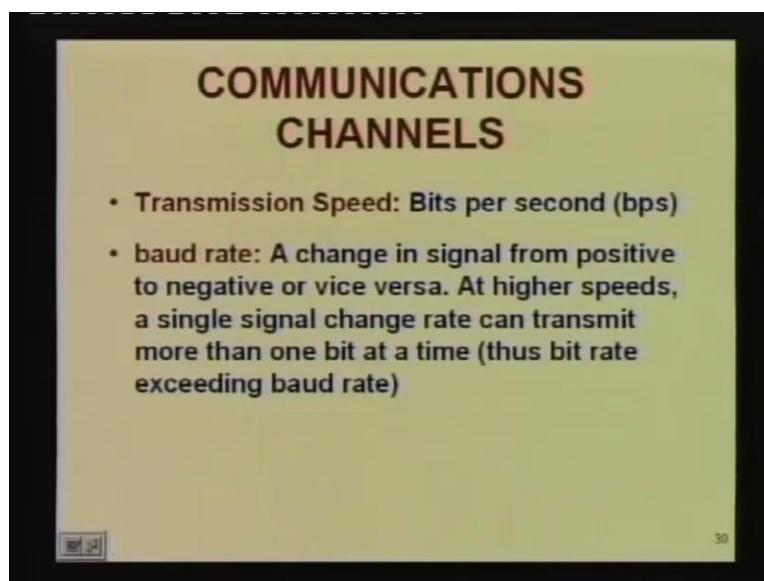 COMMUNICATIONS
CHANNELS
• Transmission Speed: Bits per second (bps)
• baud rate: A change in signal from positive
to negative or vice versa. At higher speeds,
a single signal change rate can transmit
more than one bit at a time (thus bit rate
exceeding baud rate)
30